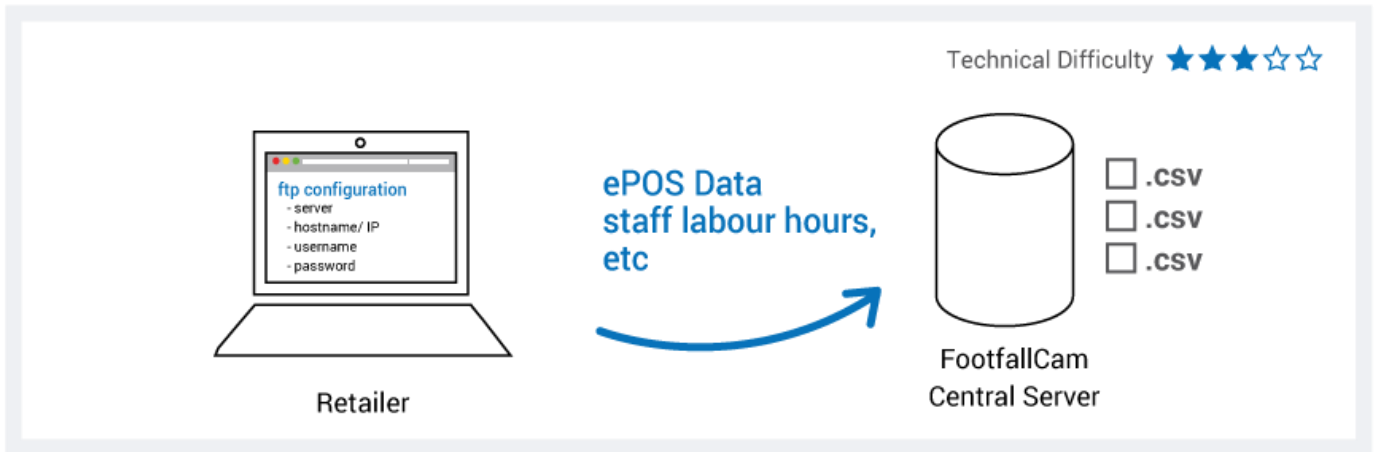 Technical Difficulty
ftp configuration
- server
- hostname/ IP
- username
- password
Retailer
ePOS Data
staff labour hours,
etc
.csv
.csv
.csv
FootfallCam
Central Server